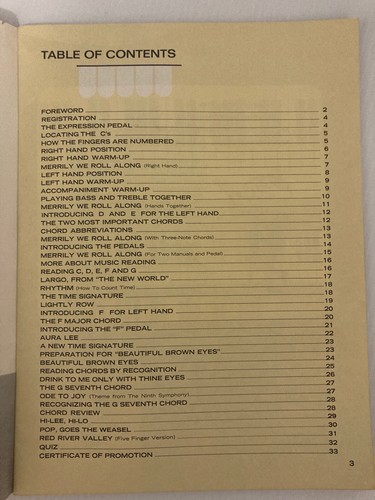 TABLE OF CONTENTS
FOREWORD 2
REGISTRATION 4
THE EXPRESSION PEDAL 4
LOCATING THE C's 5
HOW THE FINGERS ARE NUMBERED 5
RIGHT HAND POSITION 6
RIGHT HAND WARM-UP 7
MERRILY WE ROLL ALONG (Right Hand) 7
LEFT HAND POSITION 8
LEFT HAND WARM-UP 9
ACCOMPANIMENT WARM-UP 9
PLAYING BASS AND TREBLE TOGETHER 10
MERRILY WE ROLL ALONG (Hands Together) 11
INTRODUCING D AND E FOR THE LEFT HAND 12
THE TWO MOST IMPORTANT CHORDS 12
CHORD ABBREVIATIONS 13
MERRILY WE ROLL ALONG (With Three-Note Chords) 13
INTRODUCING THE PEDALS 14
MERRILY WE ROLL ALONG (For Two Manuals and Pedal) 15
MORE ABOUT MUSIC READING 16
READING C, D, E, F AND G 16
LARGO, FROM "THE NEW WORLD" 17
RHYTHM (How To Count Time) 18
THE TIME SIGNATURE 18
LIGHTLY ROW 19
INTRODUCING F FOR LEFT HAND 20
THE F MAJOR CHORD 20
INTRODUCING THE "F" PEDAL 21
AURA LEE 22
A NEW TIME SIGNATURE 23
PREPARATION FOR "BEAUTIFUL BROWN EYES" 23
BEAUTIFUL BROWN EYES 24
READING CHORDS BY RECOGNITION 25
DRINK TO ME ONLY WITH THINE EYES 26
THE G SEVENTH CHORD 27
ODE TO JOY (Theme from The Ninth Symphony) 27
RECOGNIZING THE G SEVENTH CHORD 28
CHORD REVIEW 28
HI-LEE, HI-LO 29
POP, GOES THE WEASEL 30
RED RIVER VALLEY (Five Finger Version) 31
QUIZ 32
CERTIFICATE OF PROMOTION 33
3